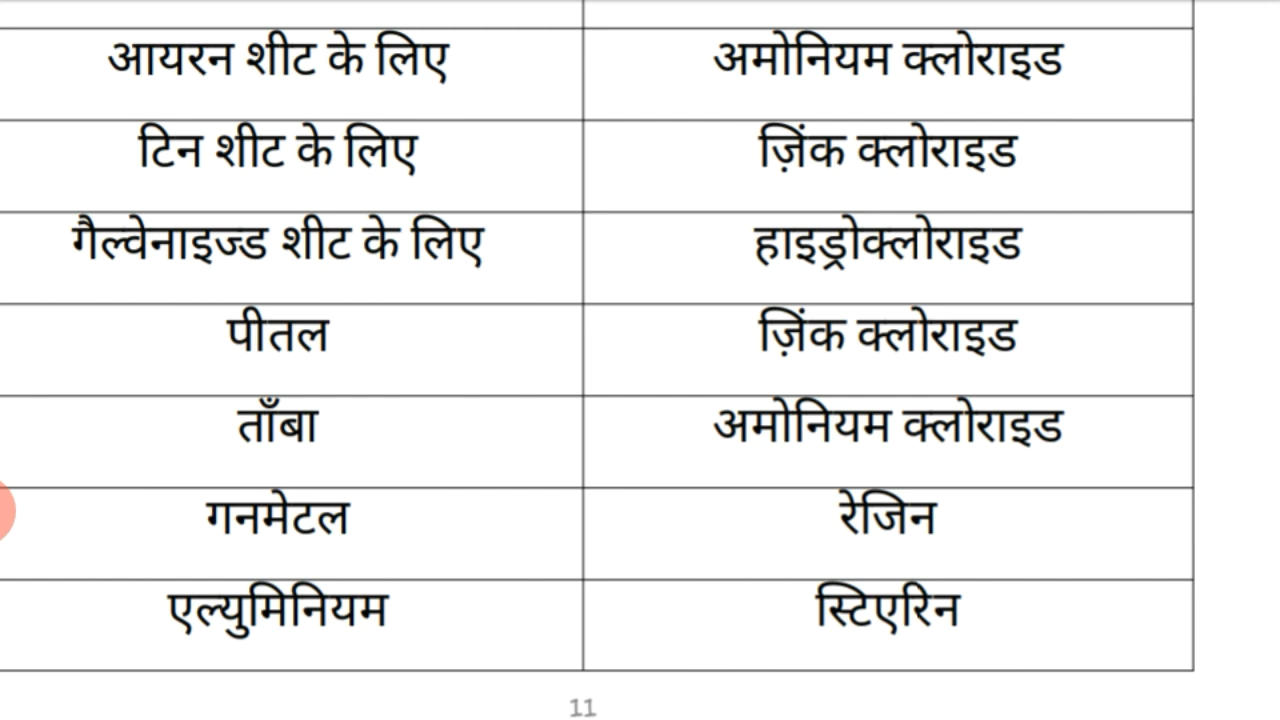 आयरन शीट के लिए अमोनियम क्लोराइड
टिन शीट के लिए ज़िंक क्लोराइड
गैल्वेनाइज्ड शीट के लिए हाइड्रोक्लोराइड
पीतल ज़िंक क्लोराइड
ताँबा अमोनियम क्लोराइड
गनमेटल रेजिन
एल्युमिनियम स्टिएरिन
11